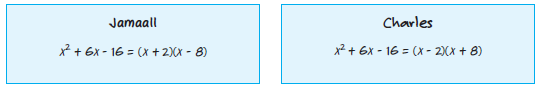 Jamaall
x² + 6x - 16 = (x + 2)(x - 8)
Charles
x² + 6x - 16 = (x - 2)(x + 8)